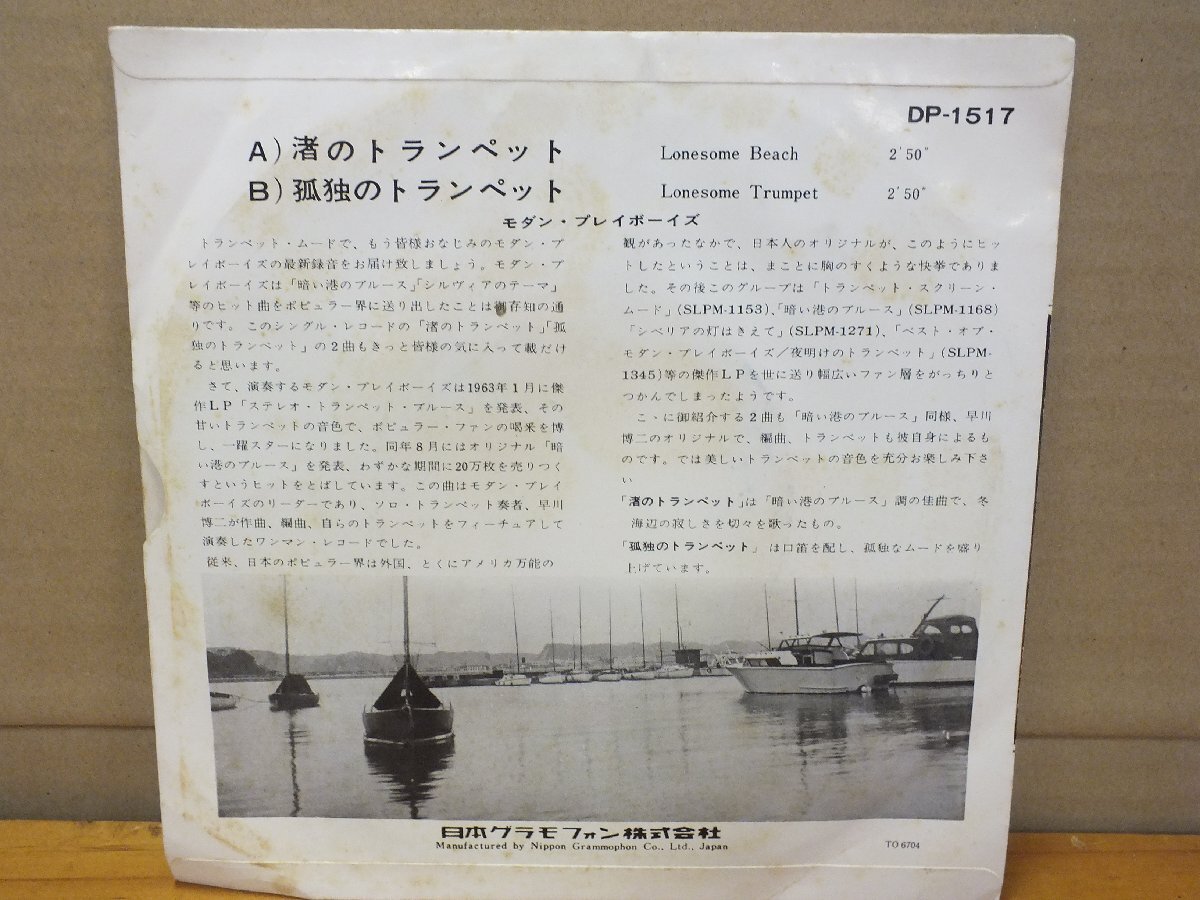 DP-1517
A) 渚のトランペット Lonesome Beach 2'50"
B) 孤独のトランペット Lonesome Trumpet 2'50"
モダン・プレイボーイズ
トランペット・ムードで、もう皆様おなじみのモダン・プ
レイボーイズの最新録音をお届け致しましょう。モダン・プ
レイボーイズは「暗い港のブルース」「シルヴィアのテーマ」
等のヒット曲をポピュラー界に送り出したことは御存知の通
りです。このシングル・レコードの「渚のトランペット」「孤
独のトランペット」の2曲もきっと皆様の気に入って載だけ
ると思います。
さて、演奏するモダン・プレイボーイズは1963年1月に傑
作LP「ステレオ・トランペット・ブルース」を発表、その
甘いトランペットの音色で、ポピュラー・ファンの喝采を博
し、一躍スターになりました。同年8月にはオリジナル「暗
い港のブルース」を発表、わずかな期間に20万枚を売りつく
すというヒットをとばしています。この曲はモダン・プレイ
ボーイズのリーダーであり、ソロ・トランペット奏者、早川
博二が作曲、編曲、自らのトランペットをフィーチュアして
演奏したワンマン・レコードでした。
従来、日本のポピュラー界は外国、とくにアメリカ万能の
観があったなかで、日本人のオリジナルが、このようにヒッ
トしたということは、まことに胸のすくような快挙でありま
した。その後このグループは「トランペット・スクリーン・
ムード」(SLPM-1153)、「暗い港のブルース」(SLPM-1168)
「シベリアの灯はきえて」(SLPM-1271)、「ベスト・オブ・
モダン・プレイボーイズ/夜明けのトランペット」(SLPM-
1345)等の傑作LPを世に送り幅広いファン層をがっちりと
つかんでしまったようです。
こゝに御紹介する2曲も「暗い港のブルース」同様、早川
博二のオリジナルで、編曲、トランペットも彼自身によるも
のです。では美しいトランペットの音色を充分お楽しみ下さ
い
「渚のトランペット」は「暗い港のブルース」調の佳曲で、冬
海辺の寂しさを切々を歌ったもの。
「孤独のトランペット」は口笛を配し、孤独なムードを盛り
上げています。
日本グラモフォン株式会社
Manufactured by Nippon Grammophon Co., Ltd., Japan
TO 6704